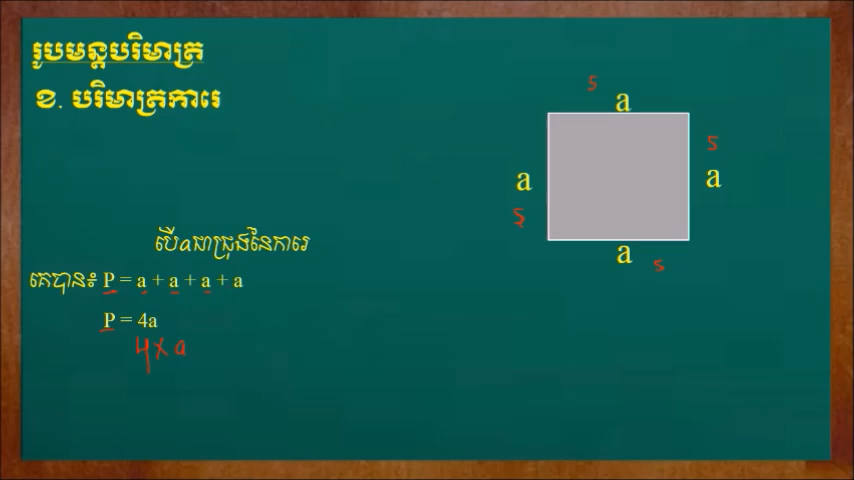 រូបមន្តបរិមាត្រ
ខ. បរិមាត្រការេ
5
a
5
a
a
5
a
5
បើaជាជ្រុងនៃការេ
គេបាន៖ P = a + a + a + a
P = 4a
4 x a